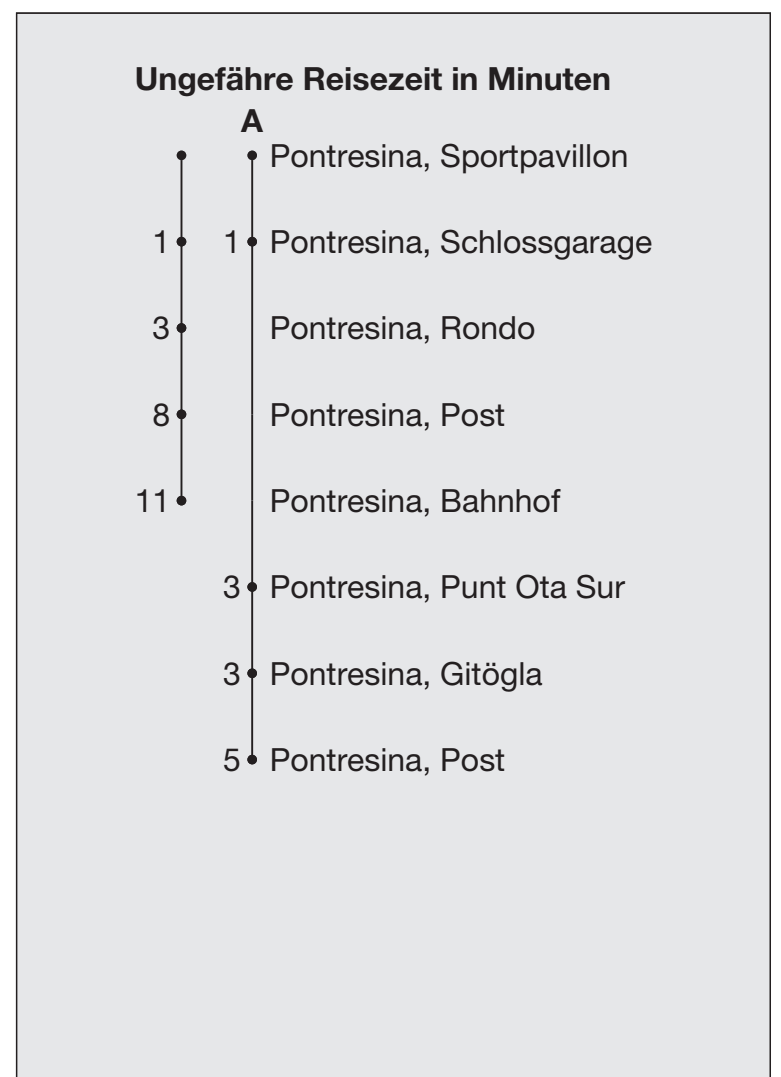 Ungefähre Reisezeit in Minuten
A
Pontresina, Sportpavillon
1 1 Pontresina, Schlossgarage
3 Pontresina, Rondo
8 Pontresina, Post
11 Pontresina, Bahnhof
3 Pontresina, Punt Ota Sur
3 Pontresina, Gitögla
5 Pontresina, Post